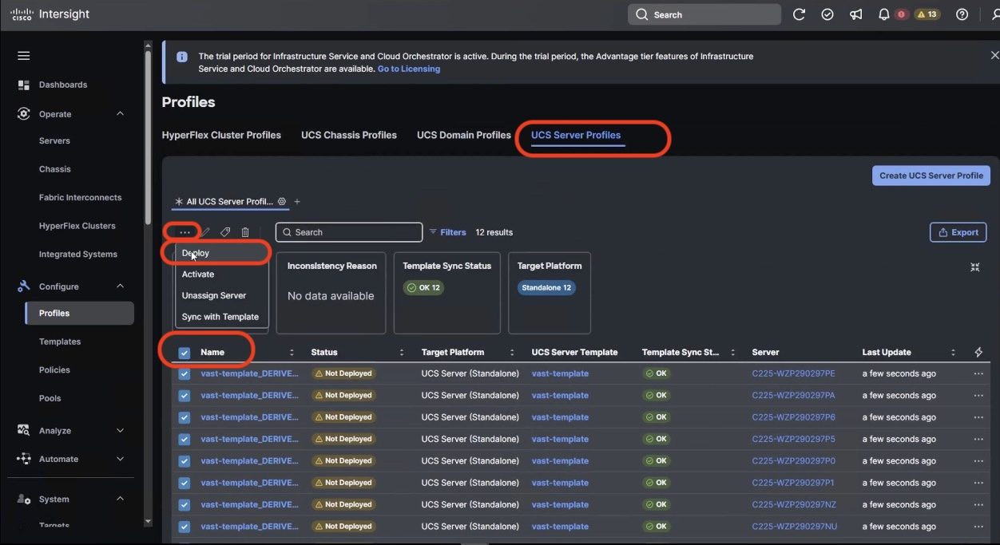 cisco Intersight
Search
13
The trial period for Infrastructure Service and Cloud Orchestrator is active. During the trial period, the Advantage tier features of Infrastructure
Service and Cloud Orchestrator are available. Go to Licensing
Dashboards
Operate
Servers
Chassis
Fabric Interconnects
HyperFlex Clusters
Integrated Systems
Configure
Profiles
Templates
Policies
Pools
Analyze
Automate
System
Targets
Profiles
HyperFlex Cluster Profiles UCS Chassis Profiles UCS Domain Profiles UCS Server Profiles
Create UCS Server Profile
All UCS Server Profil... +
... Search Filters 12 results Export
Deploy
Activate
Unassign Server
Sync with Template
Inconsistency Reason
No data available
Template Sync Status
OK 12
Target Platform
Standalone 12
Name Status Target Platform UCS Server Template Template Sync St... Server Last Update
vast-template_DERIVE... Not Deployed UCS Server (Standalone) vast-template OK C225-WZP290297PE a few seconds ago ...
vast-template_DERIVE... Not Deployed UCS Server (Standalone) vast-template OK C225-WZP290297PA a few seconds ago ...
vast-template_DERIVE... Not Deployed UCS Server (Standalone) vast-template OK C225-WZP290297P6 a few seconds ago ...
vast-template_DERIVE... Not Deployed UCS Server (Standalone) vast-template OK C225-WZP290297P5 a few seconds ago ...
vast-template_DERIVE... Not Deployed UCS Server (Standalone) vast-template OK C225-WZP290297P0 a few seconds ago ...
vast-template_DERIVE... Not Deployed UCS Server (Standalone) vast-template OK C225-WZP290297P1 a few seconds ago ...
vast-template_DERIVE... Not Deployed UCS Server (Standalone) vast-template OK C225-WZP290297NZ a few seconds ago ...
vast-template_DERIVE... Not Deployed UCS Server (Standalone) vast-template OK C225-WZP290297NU a few seconds ago ...